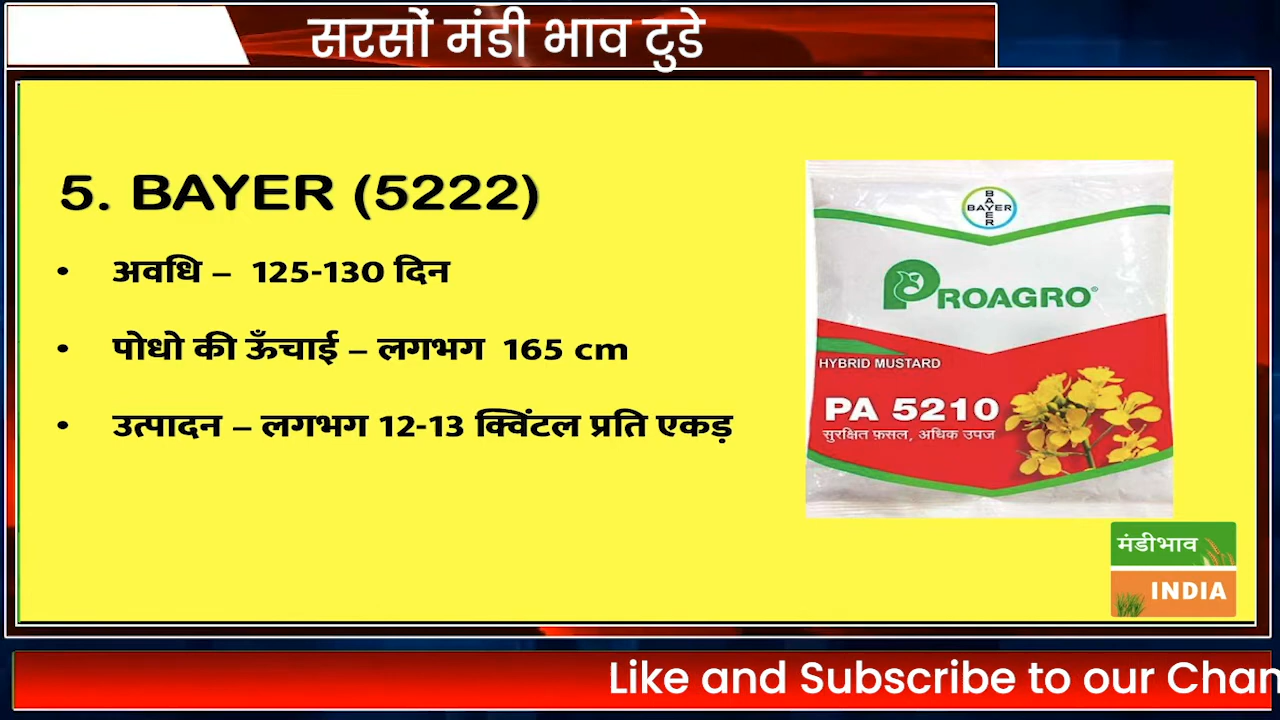 सरसों मंडी भाव टुडे
5. BAYER (5222)
• अवधि – 125-130 दिन
• पोधो की ऊँचाई – लगभग 165 cm
• उत्पादन – लगभग 12-13 क्विंटल प्रति एकड़
BAYER
BAYER
PROAGRO®
HYBRID MUSTARD
PA 5210
सुरक्षित फ़सल, अधिक उपज
मंडीभाव
INDIA
Like and Subscribe to our Chan